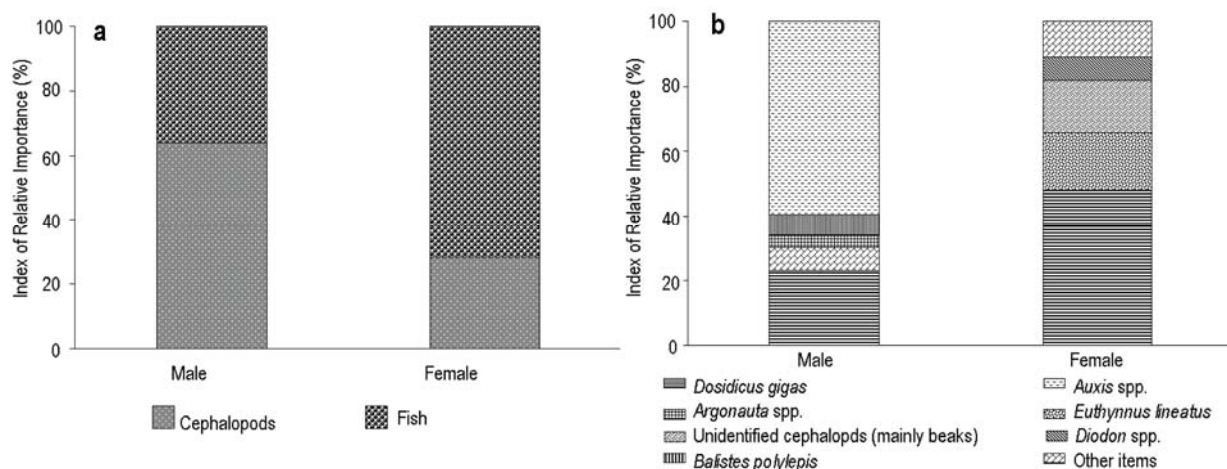 a
Index of Relative Importance (%)
100
80
60
40
20
0
Male Female
Cephalopods Fish
b
Index of Relative Importance (%)
100
80
60
40
20
0
Male Female
Dosidicus gigas Auxis spp.
Argonauta spp. Euthynnus lineatus
Unidentified cephalopds (mainly beaks) Diodon spp.
Balistes polylepis Other items